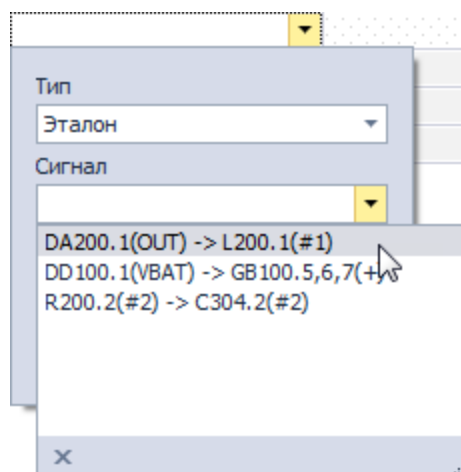 Тип
Эталон
Сигнал
DA200.1(OUT) -> L200.1(#1)
DD100.1(VBAT) -> GB100.5,6,7(+)
R200.2(#2) -> C304.2(#2)